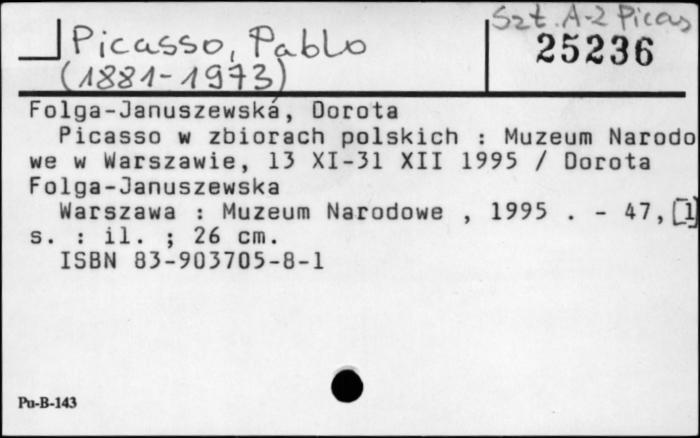 Szt. A-2 Picas
Picasso, Pablo
25236
(1881-1973)
Folga-Januszewska, Dorota
Picasso w zbiorach polskich : Muzeum Narodo
we w Warszawie, 13 XI-31 XII 1995 / Dorota
Folga-Januszewska
Warszawa : Muzeum Narodowe , 1995 . - 47,[1]
s. : il. ; 26 cm.
ISBN 83-903705-8-1
Pu-B-143